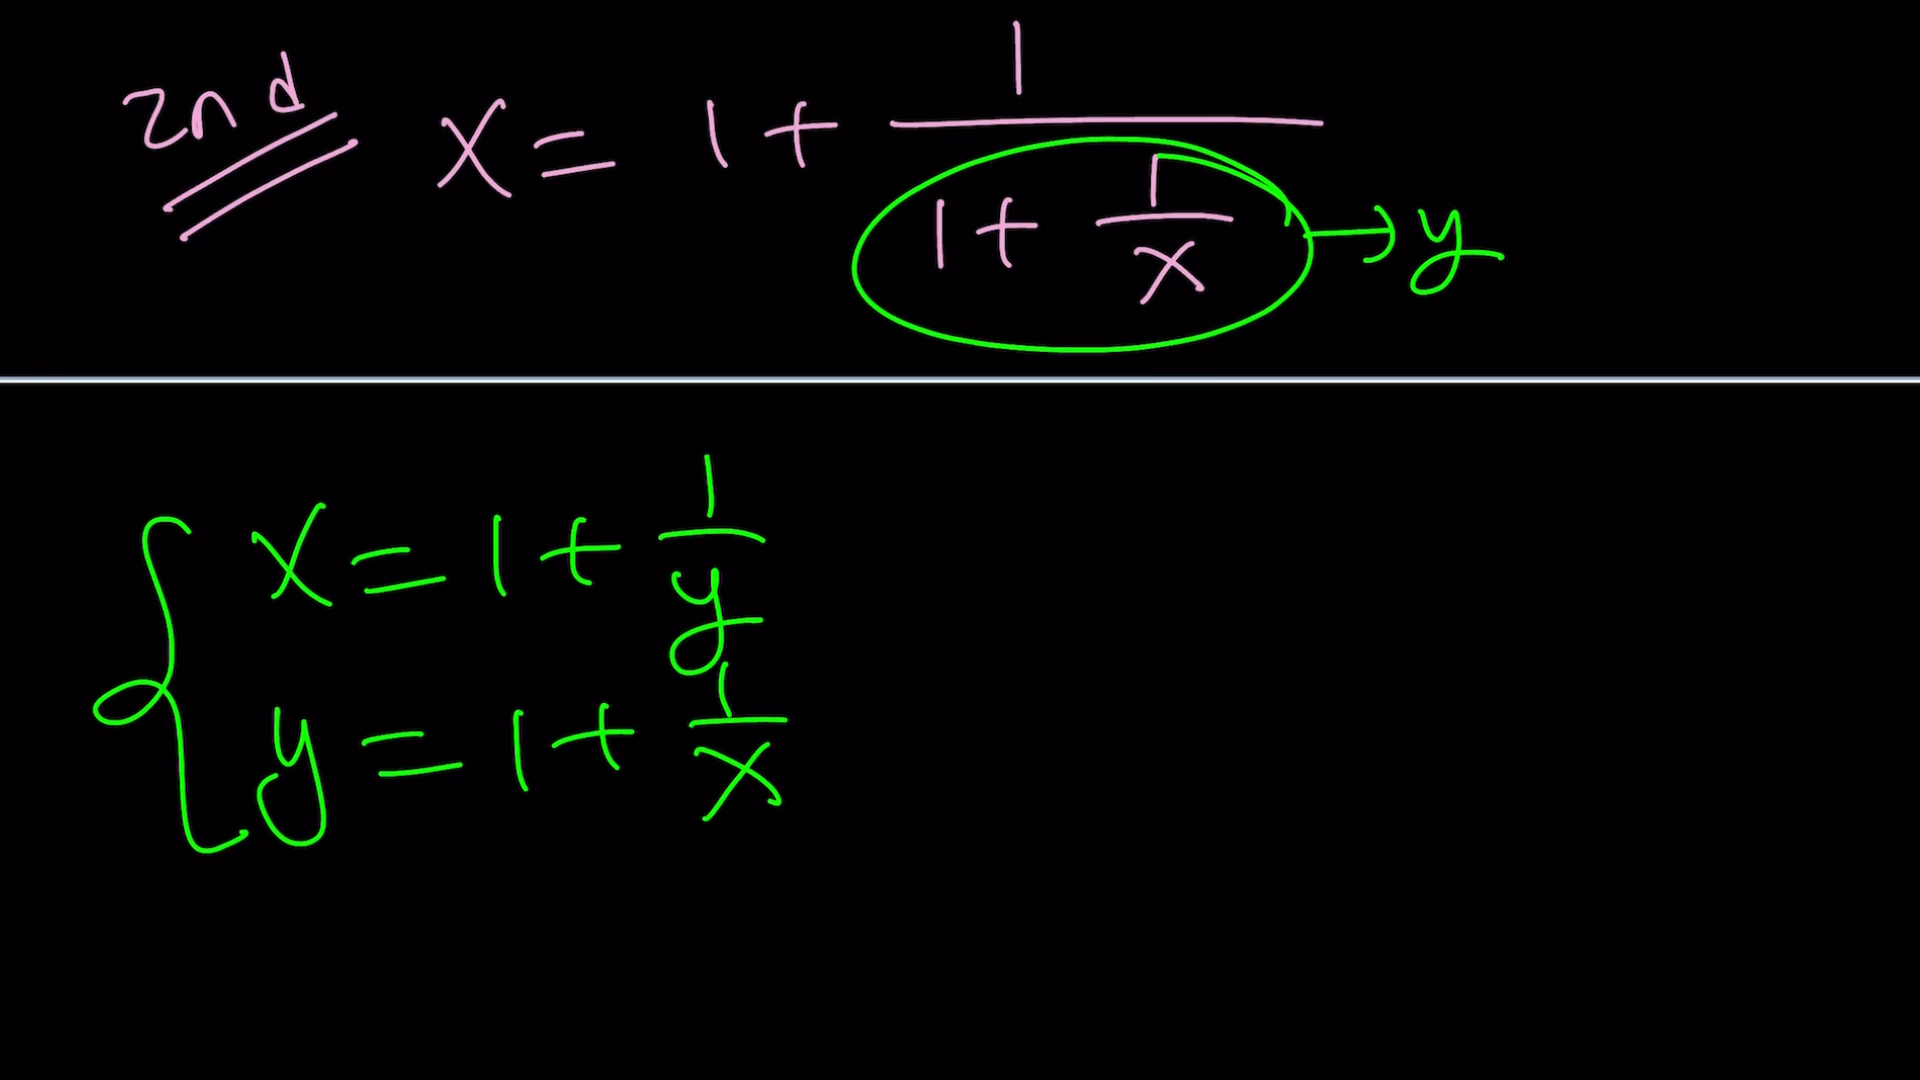 2nd x = 1 + 1/(1 + 1/x) → y
x = 1 + 1/y
y = 1 + 1/x